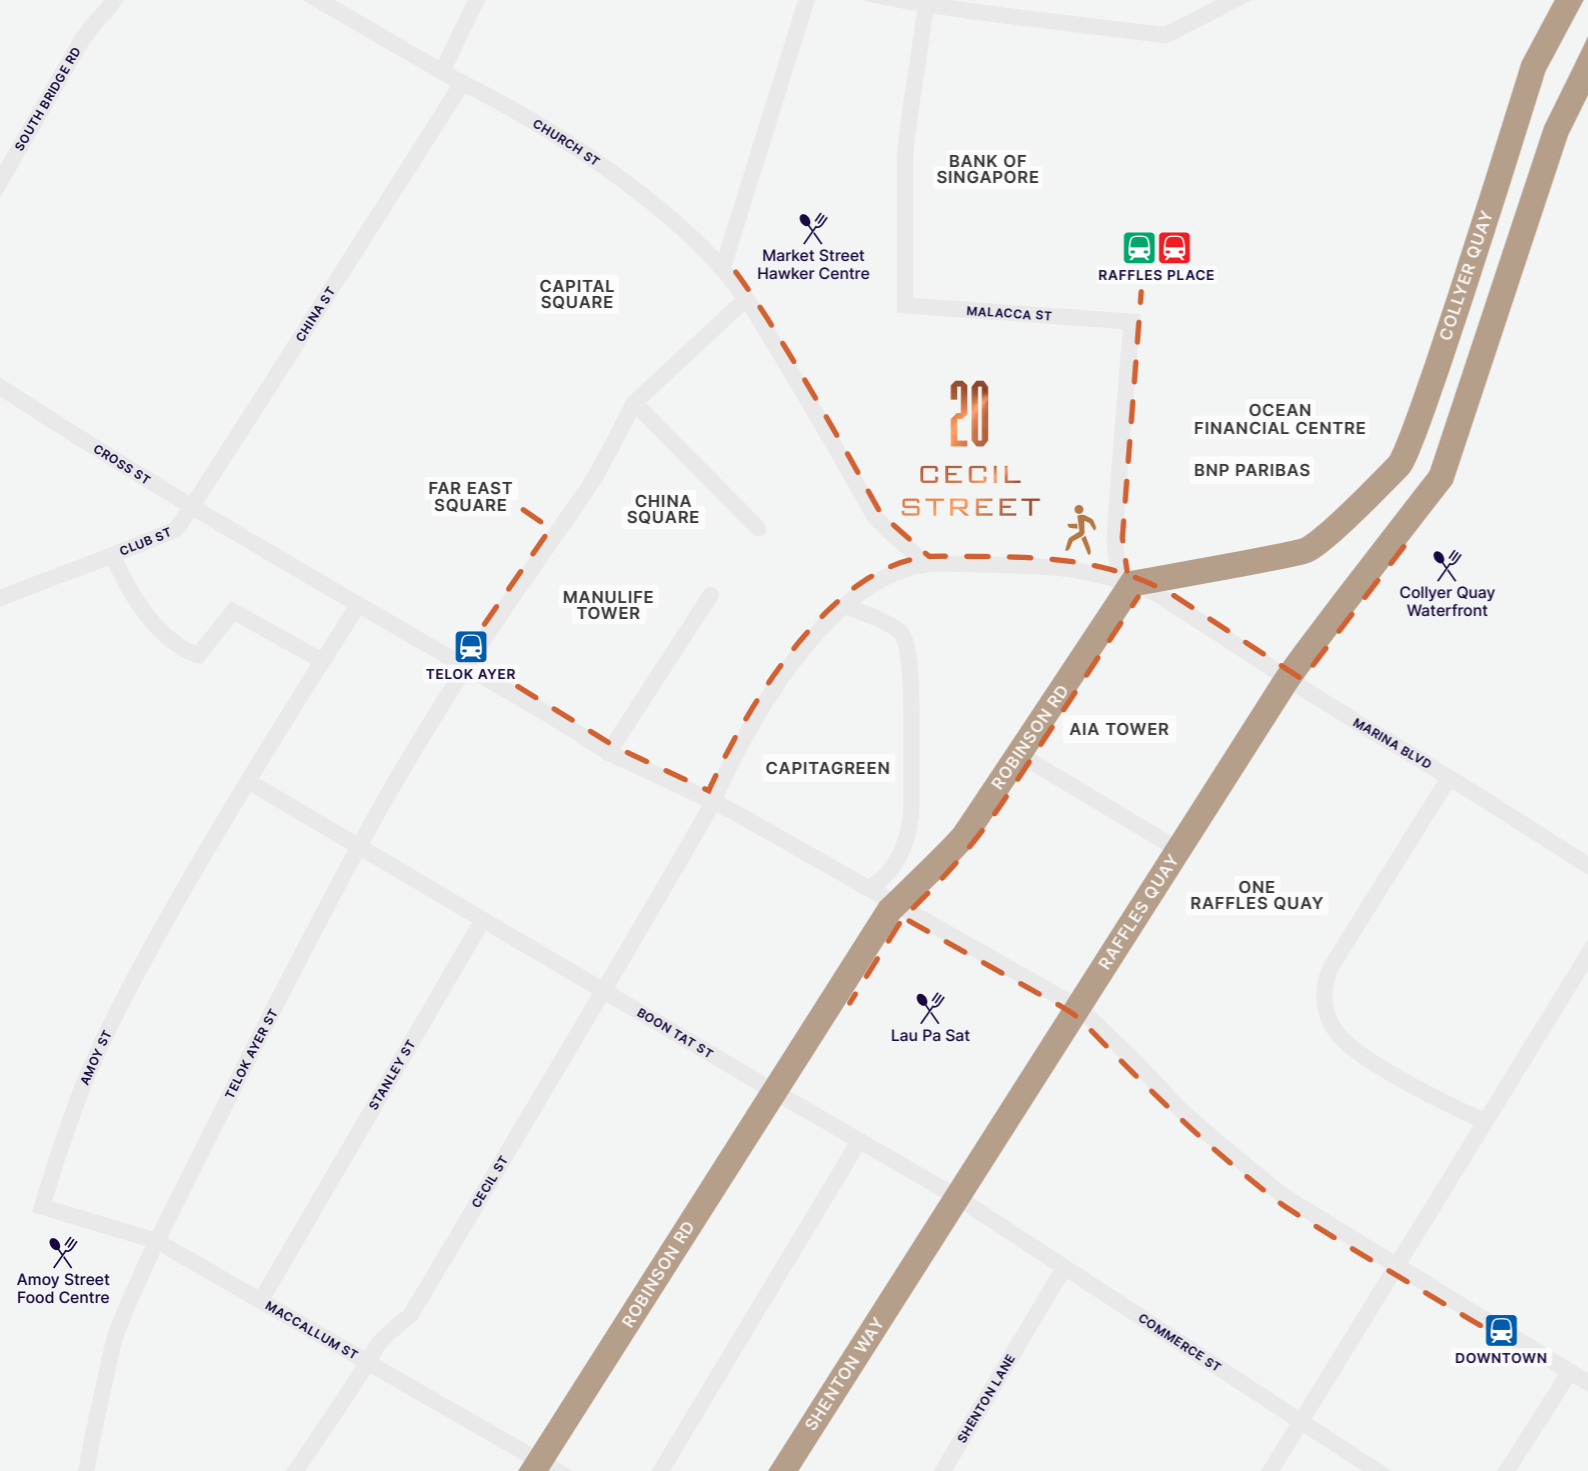 SOUTH BRIDGE RD
CHURCH ST
BANK OF
SINGAPORE
Market Street
Hawker Centre
RAFFLES PLACE
COLLYER QUAY
CAPITAL
SQUARE
CHINA ST
MALACCA ST
20
CECIL
STREET
OCEAN
FINANCIAL CENTRE
BNP PARIBAS
CROSS ST
FAR EAST
SQUARE
CHINA
SQUARE
CLUB ST
MANULIFE
TOWER
Collyer Quay
Waterfront
TELOK AYER
ROBINSON RD
AIA TOWER
MARINA BLVD
CAPITAGREEN
RAFFLES QUAY
ONE
RAFFLES QUAY
Lau Pa Sat
BOON TAT ST
AMOY ST
TELOK AYER ST
STANLEY ST
CECIL ST
Amoy Street
Food Centre
ROBINSON RD
MACCALLUM ST
SHENTON WAY
SHENTON LANE
COMMERCE ST
DOWNTOWN